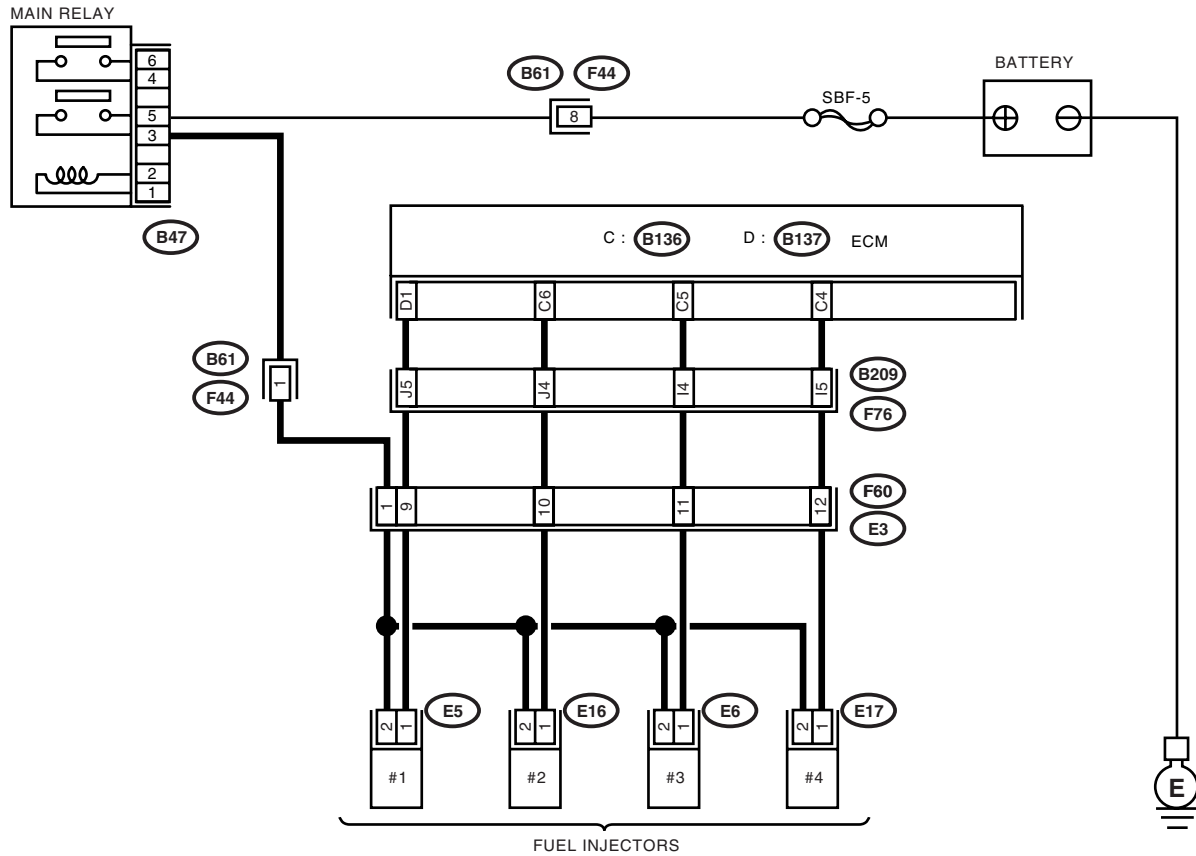 MAIN RELAY
6
4
5
3
2
1
B47
B61 F44
8
SBF-5
BATTERY
C : B136 D : B137 ECM
D1 C6 C5 C4
B61
F44
1
J5 J4 I4 I5
B209
F76
1 9 10 11 12
F60
E3
E5 E16 E6 E17
2 1 2 1 2 1 2 1
#1 #2 #3 #4
FUEL INJECTORS
E